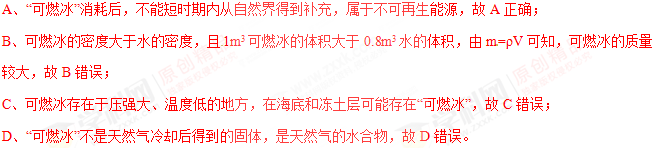 A、“可燃冰”消耗后，不能短时期内从自然界得到补充，属于不可再生能源，故 A 正确；
B、可燃冰的密度大于水的密度，且 1m³ 可燃冰的体积大于 0.8m³ 水的体积，由 m=ρV 可知，可燃冰的质量
较大，故 B 错误；
C、可燃冰存在于压强大、温度低的地方，在海底和冻土层可能存在“可燃冰”，故 C 错误；
D、“可燃冰”不是天然气冷却后得到的固体，是天然气的水合物，故 D 错误。